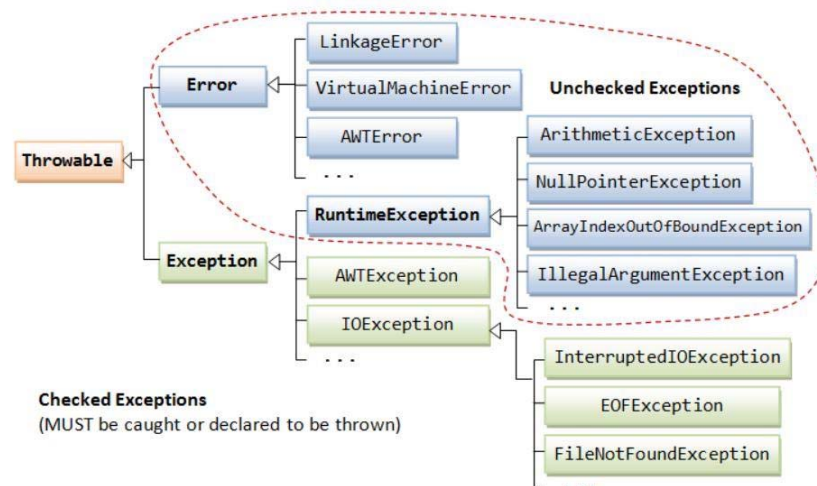 LinkageError
Error
VirtualMachineError
Unchecked Exceptions
AWTError
ArithmeticException
Throwable
...
NullPointerException
RuntimeException
ArrayIndexOutOfBoundException
Exception
AWTException
IllegalArgumentException
...
IOException
...
InterruptedIOException
Checked Exceptions
(MUST be caught or declared to be thrown)
EOFException
FileNotFoundException